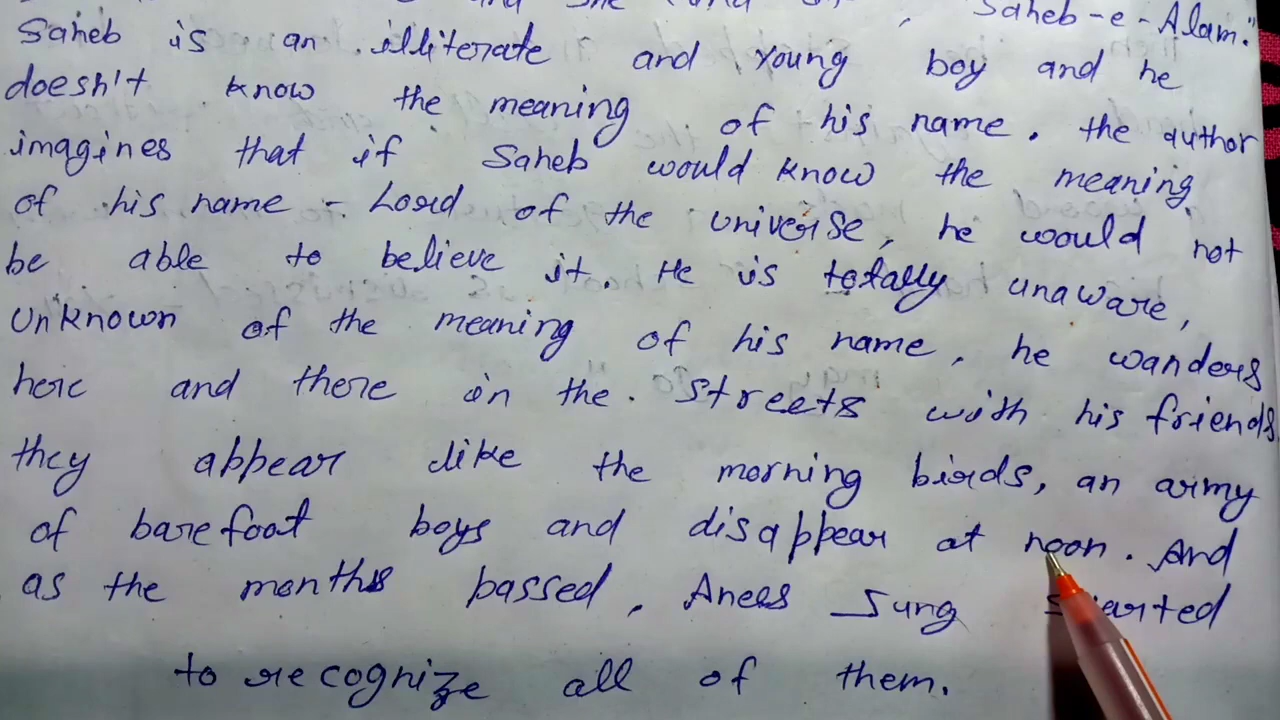 Saheb-e-Alam."
Saheb is an illiterate and young boy and he
doesn't know the meaning of his name. the author
imagines that if Saheb would know the meaning
of his name - Lord of the universe, he would not
be able to believe it. He is totally unaware,
unknown of the meaning of his name, he wanders
here and there in the streets with his friends.
they appear like the morning birds, an army
of barefoot boys and disappear at noon. And
as the months passed, Anees Jung started
to recognize all of them.